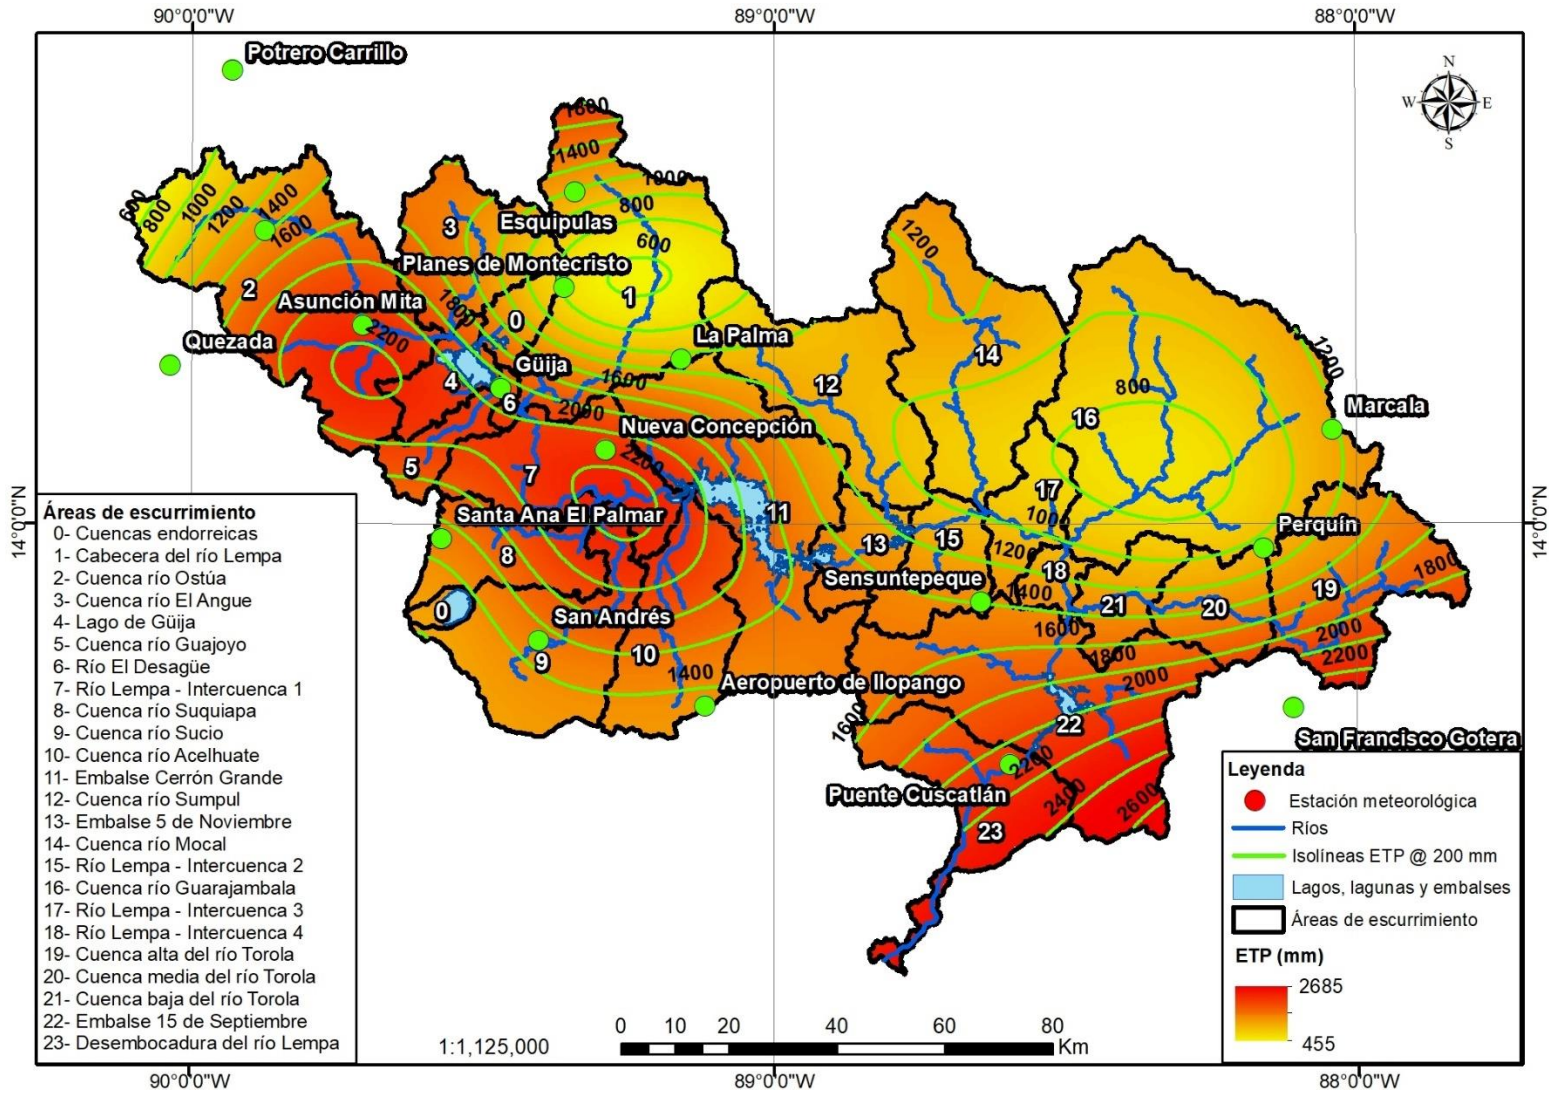 90°0'0"W 89°0'0"W 88°0'0"W
Potrero Carrillo
N
W E
S
1800
1400
1000
800
600
600
800
1000
1200
1400
1600
3
Esquipulas
1200
Planes de Montecristo
2
Asunción Mita
1800
0
1
2200
Quezada
La Palma
1200
14
Güija
4
6
1600
12
800
2000
16
Marcala
Nueva Concepción
2200
5
7
17
14°0'0"N
Santa Ana El Palmar
11
1000
Perquín
14°0'0"N
8
13
15
1200
Sensuntepeque
18
1400
19
1800
0
21
20
San Andrés
1600
2000
9
10
1800
2200
1400
2000
Aeropuerto de Ilopango
1600
22
San Francisco Gotera
2200
Puente Cuscatlán
2400
2600
23
Áreas de escurrimiento
0- Cuencas endorreicas
1- Cabecera del río Lempa
2- Cuenca río Ostúa
3- Cuenca río El Angue
4- Lago de Güija
5- Cuenca río Guajoyo
6- Río El Desagüe
7- Río Lempa - Intercuenca 1
8- Cuenca río Suquiapa
9- Cuenca río Sucio
10- Cuenca río Acelhuate
11- Embalse Cerrón Grande
12- Cuenca río Sumpul
13- Embalse 5 de Noviembre
14- Cuenca río Mocal
15- Río Lempa - Intercuenca 2
16- Cuenca río Guarajambala
17- Río Lempa - Intercuenca 3
18- Río Lempa - Intercuenca 4
19- Cuenca alta del río Torola
20- Cuenca media del río Torola
21- Cuenca baja del río Torola
22- Embalse 15 de Septiembre
23- Desembocadura del río Lempa
Leyenda
Estación meteorológica
Ríos
Isolíneas ETP @ 200 mm
Lagos, lagunas y embalses
Áreas de escurrimiento
ETP (mm)
2685
455
1:1,125,000
0 10 20 40 60 80
Km
90°0'0"W 89°0'0"W 88°0'0"W